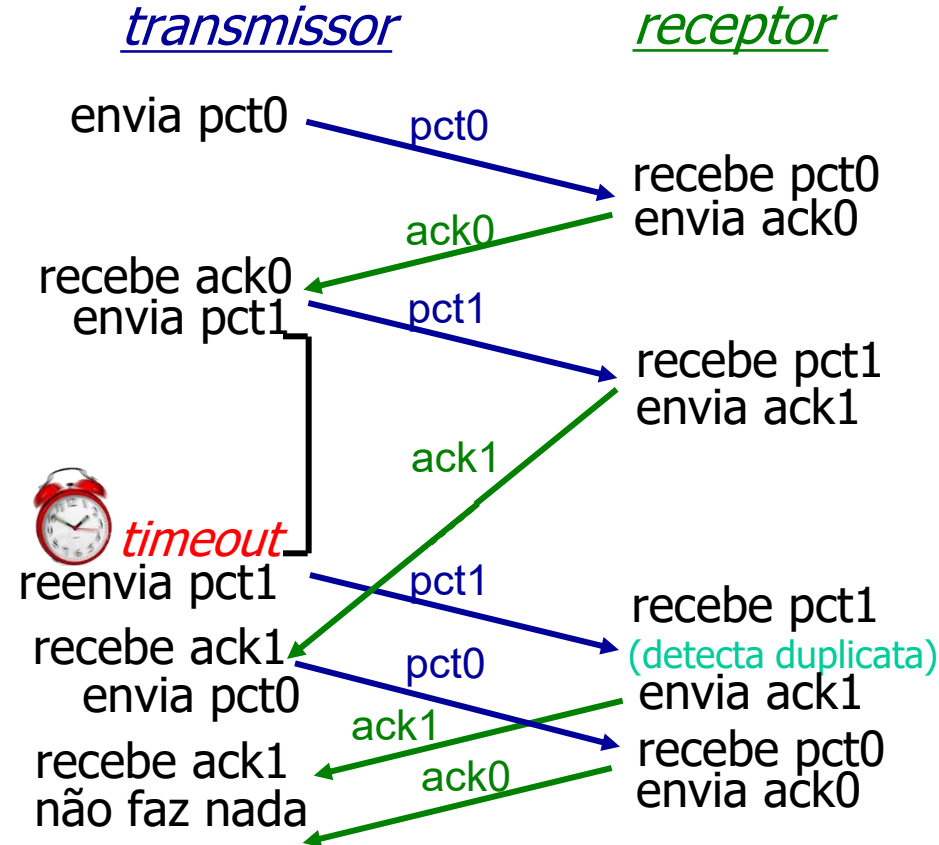 transmissor
receptor
envia pct0
pct0
recebe pct0
envia ack0
ack0
recebe ack0
envia pct1
pct1
recebe pct1
envia ack1
ack1
timeout
reenvia pct1
pct1
recebe pct1
(detecta duplicata)
envia ack1
recebe ack1
envia pct0
pct0
ack1
recebe pct0
envia ack0
recebe ack1
não faz nada
ack0